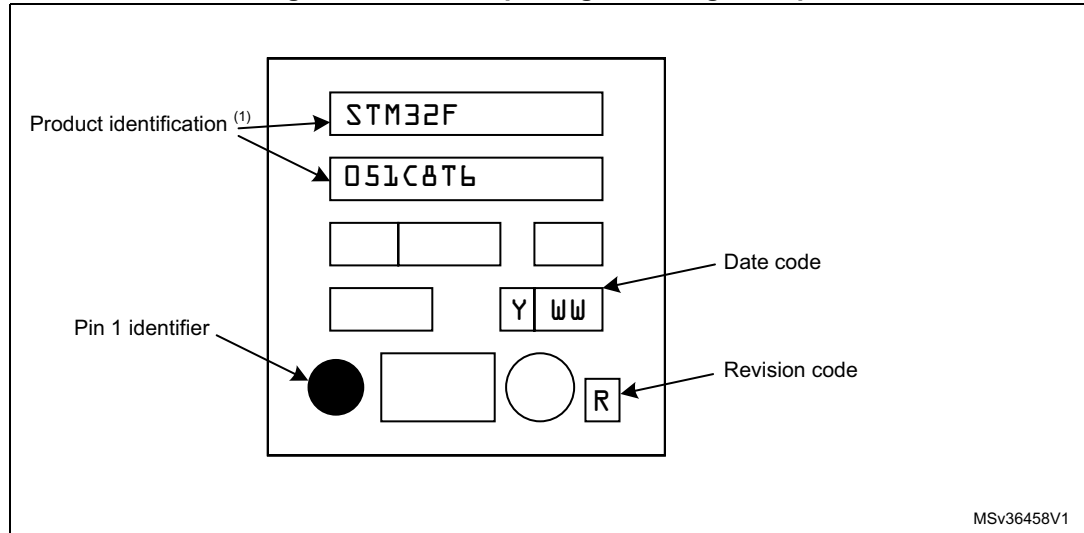 STM32F
Product identification (1)
051C8T6
Date code
Y WW
Pin 1 identifier
Revision code
R
MSv36458V1